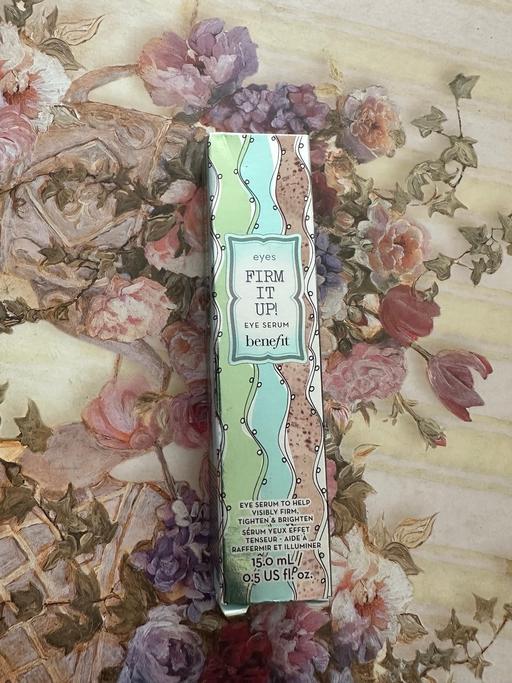 eyes
FIRM
IT
UP!
EYE SERUM
benefit
EYE SERUM TO HELP
VISIBLY FIRM,
TIGHTEN & BRIGHTEN
SÉRUM YEUX EFFET
TENSEUR - AIDE À
RAFFERMIR ET ILLUMINER
15.0 mL/
0.5 US fl. oz.